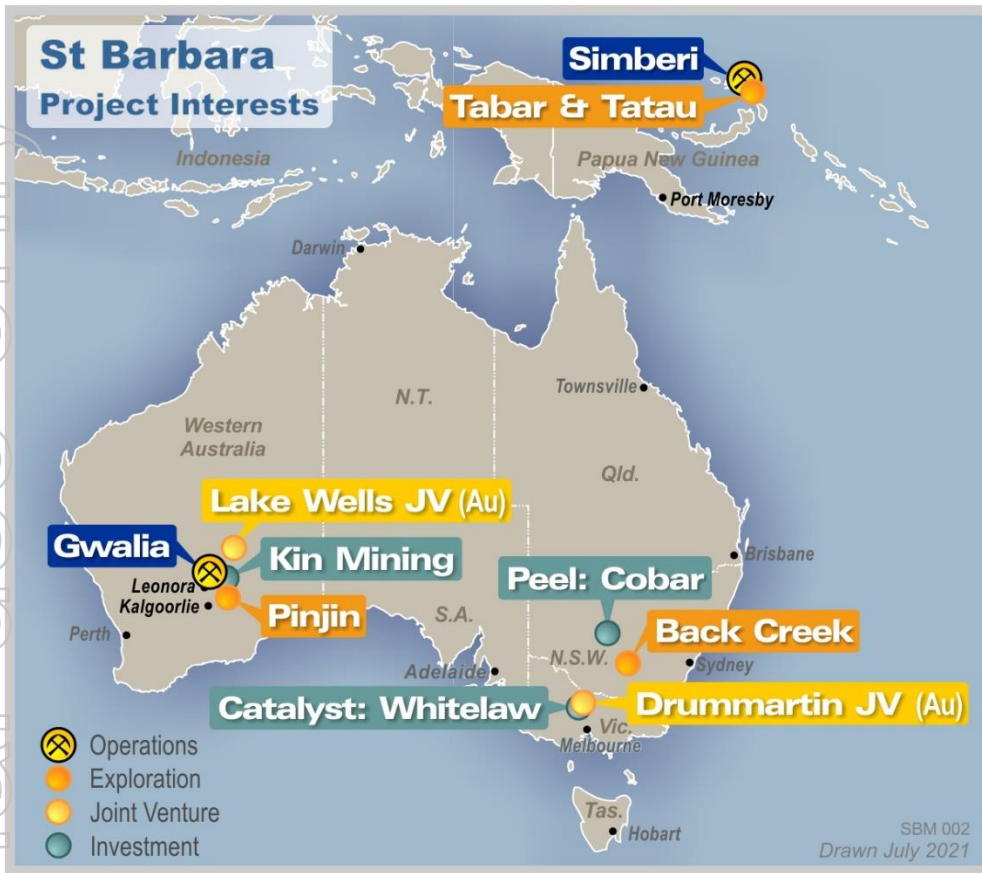 St Barbara
Project Interests
Simberi
Tabar & Tatau
Indonesia
Papua New Guinea
Port Moresby
Darwin
Townsville
N.T.
Western
Australia
Qld.
Lake Wells JV (Au)
Gwalia
Kin Mining
Brisbane
Leonora
Peel: Cobar
Kalgoorlie
Pinjin
S.A.
Perth
Back Creek
N.S.W.
Sydney
Adelaide
Catalyst: Whitelaw
Drummartin JV (Au)
Vic.
Melbourne
Operations
Exploration
Joint Venture
Investment
Tas.
Hobart
SBM 002
Drawn July 2021